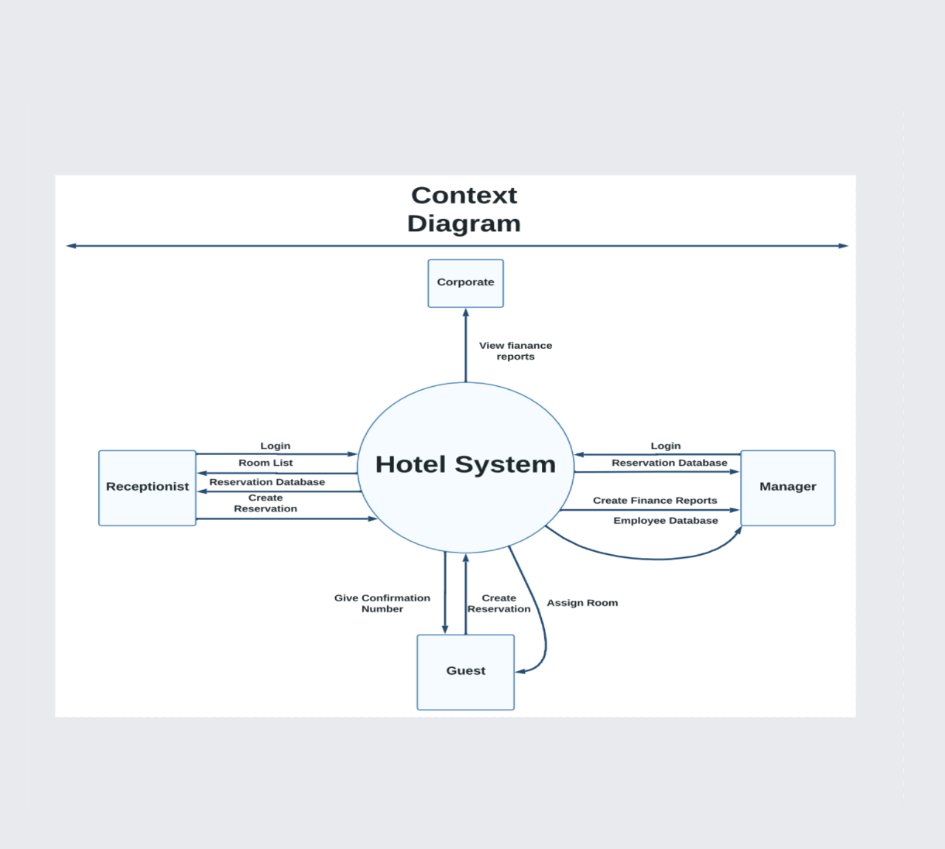 Context
Diagram
Corporate
View fianance
reports
Login
Room List
Reservation Database
Create
Reservation
Receptionist
Hotel System
Login
Reservation Database
Create Finance Reports
Employee Database
Manager
Give Confirmation
Number
Create
Reservation
Assign Room
Guest